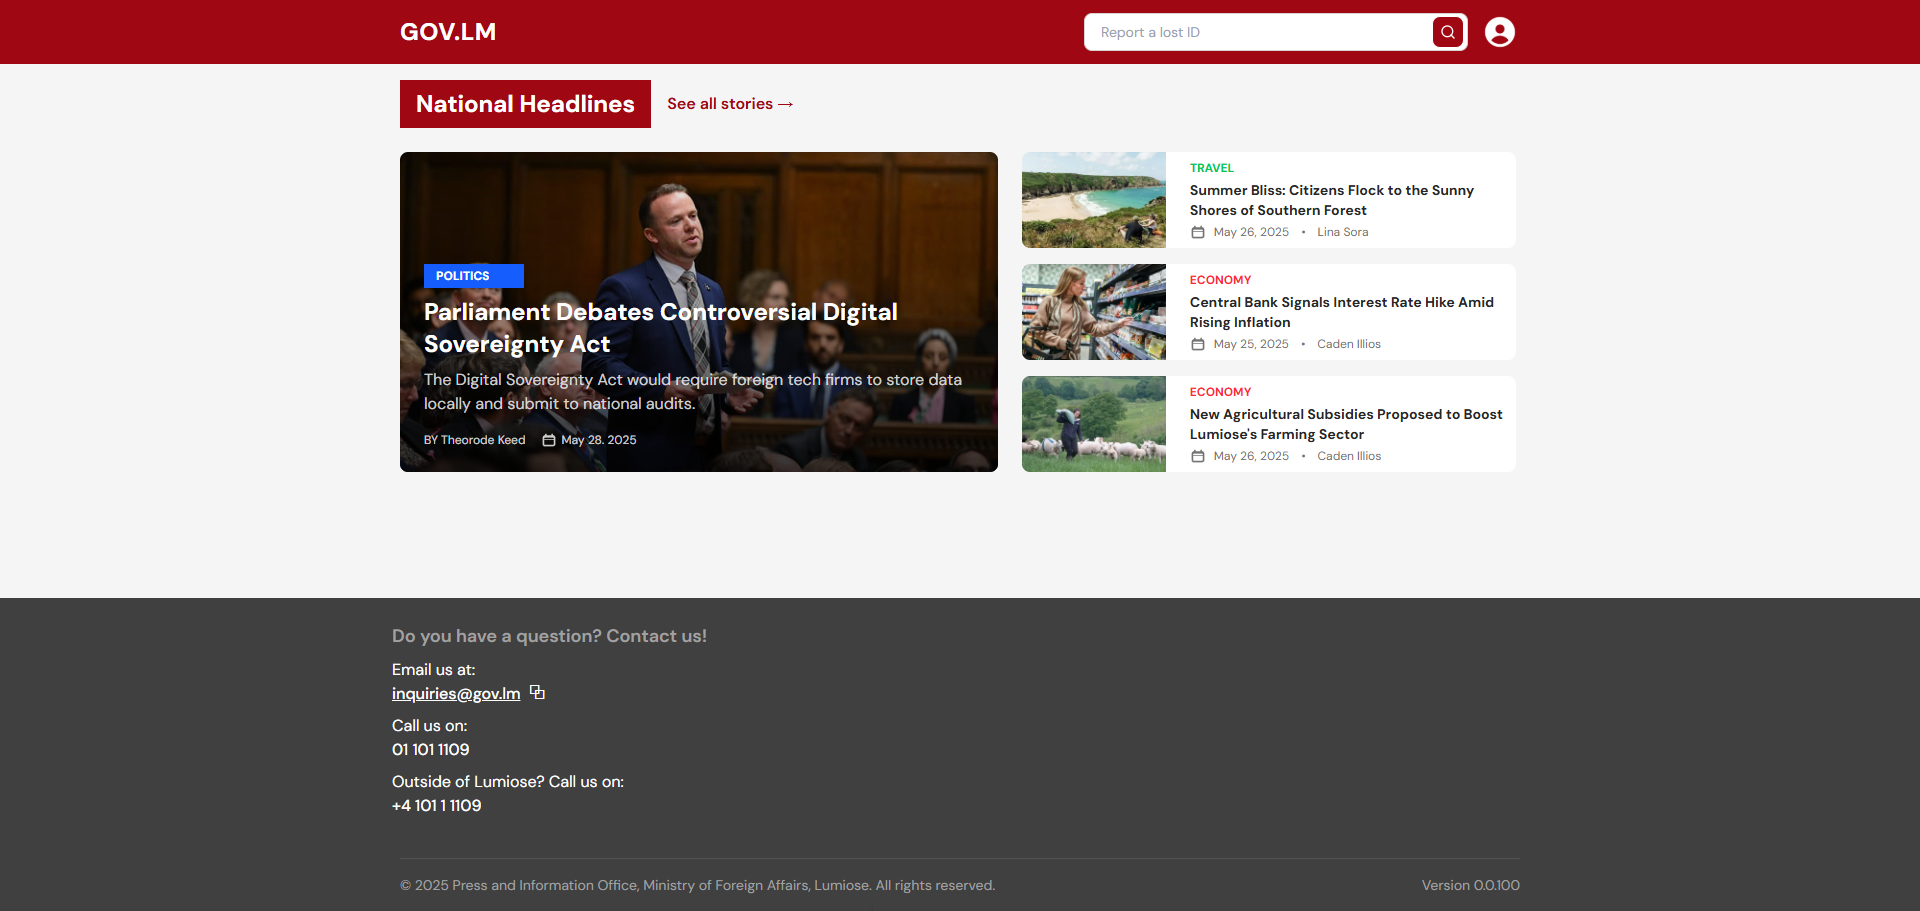 GOV.LM
Report a lost ID
National Headlines
See all stories →
POLITICS
Parliament Debates Controversial Digital
Sovereignty Act
The Digital Sovereignty Act would require foreign tech firms to store data
locally and submit to national audits.
BY Theorode Keed May 28. 2025
TRAVEL
Summer Bliss: Citizens Flock to the Sunny
Shores of Southern Forest
May 26, 2025 • Lina Sora
ECONOMY
Central Bank Signals Interest Rate Hike Amid
Rising Inflation
May 25, 2025 • Caden Illios
ECONOMY
New Agricultural Subsidies Proposed to Boost
Lumiose's Farming Sector
May 26, 2025 • Caden Illios
Do you have a question? Contact us!
Email us at:
inquiries@gov.lm
Call us on:
01 101 1109
Outside of Lumiose? Call us on:
+4 101 1 1109
© 2025 Press and Information Office, Ministry of Foreign Affairs, Lumiose. All rights reserved.
Version 0.0.100